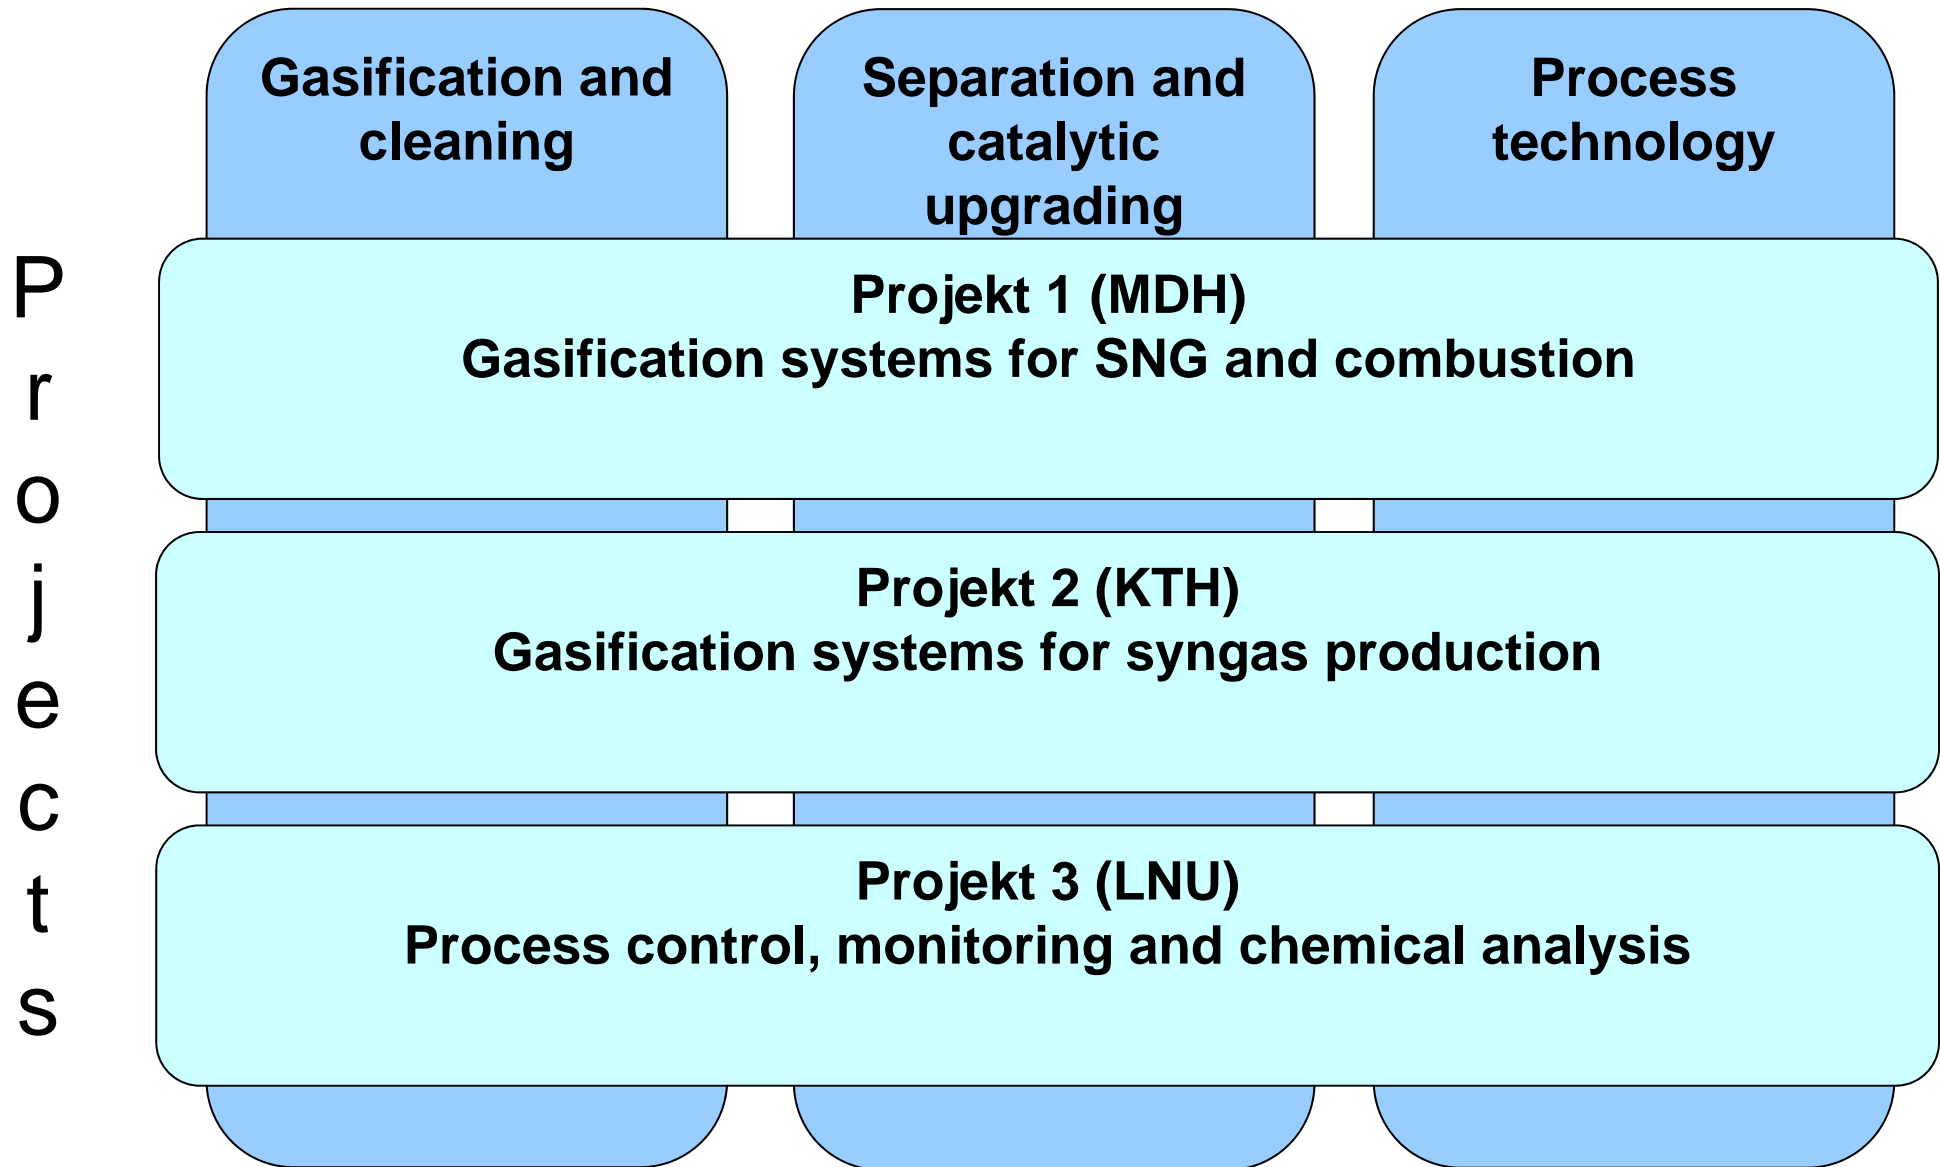 Gasification and
cleaning
Separation and
catalytic
upgrading
Process
technology
Projects
Projekt 1 (MDH)
Gasification systems for SNG and combustion
Projekt 2 (KTH)
Gasification systems for syngas production
Projekt 3 (LNU)
Process control, monitoring and chemical analysis